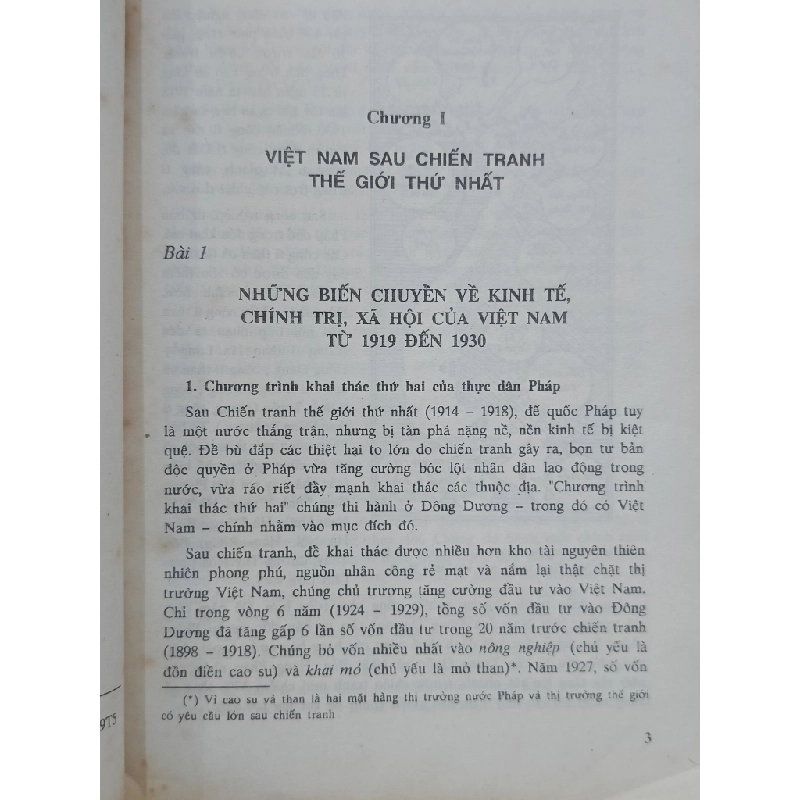 Chương I
VIỆT NAM SAU CHIẾN TRANH
THẾ GIỚI THỨ NHẤT
Bài 1
NHỮNG BIẾN CHUYỂN VỀ KINH TẾ,
CHÍNH TRỊ, XÃ HỘI CỦA VIỆT NAM
TỪ 1919 ĐẾN 1930
1. Chương trình khai thác thứ hai của thực dân Pháp
Sau Chiến tranh thế giới thứ nhất (1914 – 1918), đế quốc Pháp tuy
là một nước thắng trận, nhưng bị tàn phá nặng nề, nền kinh tế bị kiệt
quệ. Để bù đắp các thiệt hại to lớn do chiến tranh gây ra, bọn tư bản
độc quyền ở Pháp vừa tăng cường bóc lột nhân dân lao động trong
nước, vừa ráo riết đẩy mạnh khai thác các thuộc địa. "Chương trình
khai thác thứ hai" chúng thi hành ở Đông Dương – trong đó có Việt
Nam – chính nhằm vào mục đích đó.
Sau chiến tranh, để khai thác được nhiều hơn kho tài nguyên thiên
nhiên phong phú, nguồn nhân công rẻ mạt và nắm lại thật chặt thị
trường Việt Nam, chúng chủ trương tăng cường đầu tư vào Việt Nam.
Chỉ trong vòng 6 năm (1924 – 1929), tổng số vốn đầu tư vào Đông
Dương đã tăng gấp 6 lần số vốn đầu tư trong 20 năm trước chiến tranh
(1898 – 1918). Chúng bỏ vốn nhiều nhất vào nông nghiệp (chủ yếu là
đồn điền cao su) và khai mỏ (chủ yếu là mỏ than)*. Năm 1927, số vốn
(*) Vì cao su và than là hai mặt hàng thị trường nước Pháp và thị trường thế giới
có yêu cầu lớn sau chiến tranh
3